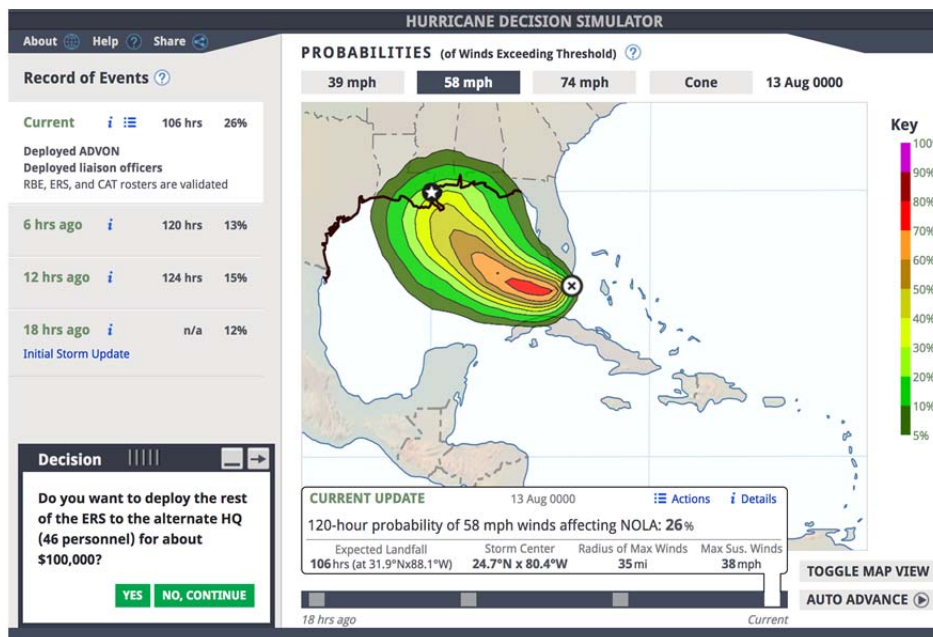 HURRICANE DECISION SIMULATOR
About Help ? Share
Record of Events ?
Current i 106 hrs 26%
Deployed ADVON
Deployed liaison officers
RBE, ERS, and CAT rosters are validated
6 hrs ago i 120 hrs 13%
12 hrs ago i 124 hrs 15%
18 hrs ago i n/a 12%
Initial Storm Update
Decision
Do you want to deploy the rest
of the ERS to the alternate HQ
(46 personnel) for about
$100,000?
YES NO, CONTINUE
PROBABILITIES (of Winds Exceeding Threshold) ?
39 mph 58 mph 74 mph Cone 13 Aug 0000
Key
100%
90%
80%
70%
60%
50%
40%
30%
20%
10%
5%
CURRENT UPDATE 13 Aug 0000 Actions i Details
120-hour probability of 58 mph winds affecting NOLA: 26%
Expected Landfall Storm Center Radius of Max Winds Max Sus. Winds
106 hrs (at 31.9°Nx88.1°W) 24.7°N x 80.4°W 35 mi 38 mph
18 hrs ago Current
TOGGLE MAP VIEW
AUTO ADVANCE